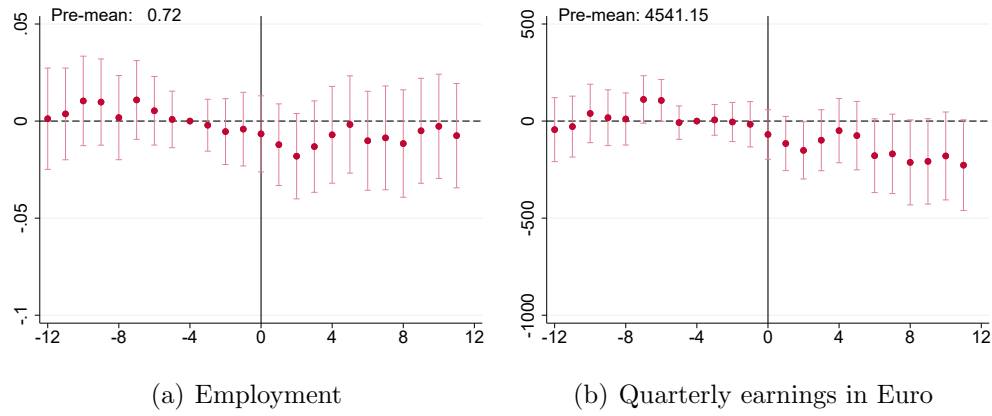 Pre-mean: 0.72
.05
0
-.05
-.1
-12 -8 -4 0 4 8 12
(a) Employment
Pre-mean: 4541.15
500
0
-500
-1000
-12 -8 -4 0 4 8 12
(b) Quarterly earnings in Euro